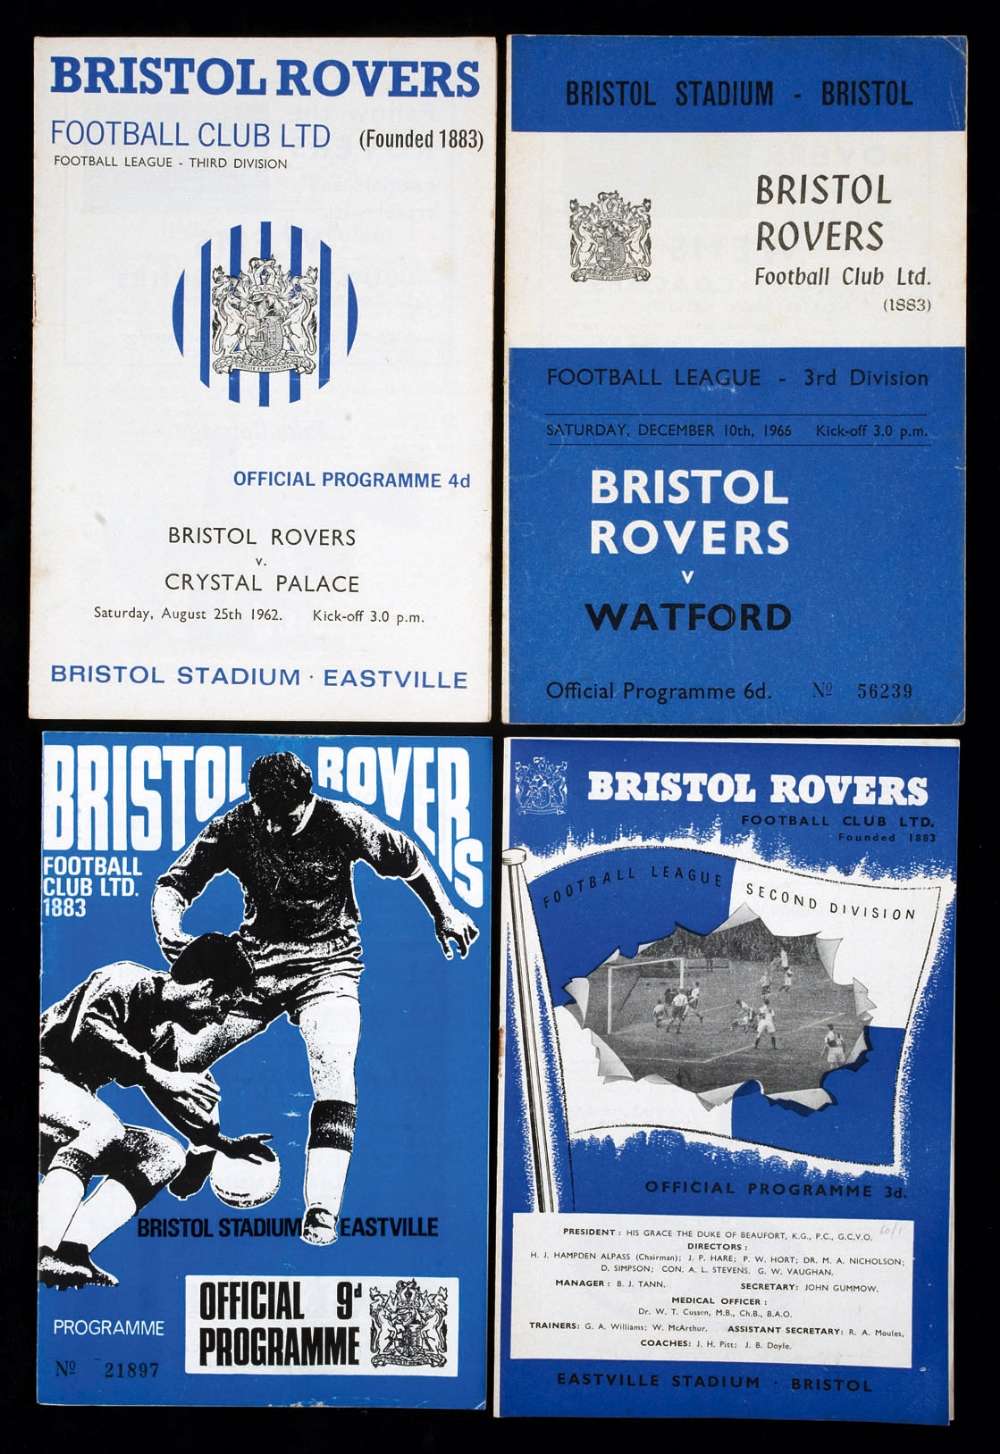 BRISTOL ROVERS
FOOTBALL CLUB LTD (Founded 1883)
FOOTBALL LEAGUE - THIRD DIVISION
OFFICIAL PROGRAMME 4d
BRISTOL ROVERS
v.
CRYSTAL PALACE
Saturday, August 25th 1962. Kick-off 3.0 p.m.
BRISTOL STADIUM · EASTVILLE
BRISTOL STADIUM - BRISTOL
BRISTOL
ROVERS
Football Club Ltd.
(1883)
FOOTBALL LEAGUE - 3rd Division
SATURDAY, DECEMBER 10th, 1966 Kick-off 3.0 p.m.
BRISTOL
ROVERS
v
WATFORD
Official Programme 6d. Nº 56239
BRISTOL ROVERS
FOOTBALL
CLUB LTD.
1883
BRISTOL STADIUM EASTVILLE
OFFICIAL 9d
PROGRAMME
PROGRAMME
Nº 21897
BRISTOL ROVERS
FOOTBALL CLUB LTD.
Founded 1883
FOOTBALL LEAGUE SECOND DIVISION
OFFICIAL PROGRAMME 3d.
PRESIDENT : HIS GRACE THE DUKE OF BEAUFORT, K.G., P.C., G.C.V.O.
DIRECTORS :
H. J. HAMPDEN ALPASS (Chairman); J. P. HARE; P. W. HORT; DR. M. A. NICHOLSON;
D. SIMPSON; CON. A. L. STEVENS, G. W. VAUGHAN.
MANAGER : B. J. TANN. SECRETARY: JOHN GUMMOW.
MEDICAL OFFICER :
Dr. W. T. Cussen, M.B., Ch.B., B.A.O.
TRAINERS: G. A. Williams; W. McArthur. ASSISTANT SECRETARY: R. A. Moules.
COACHES: J. H. Pitt; J. B. Doyle.
EASTVILLE STADIUM · BRISTOL